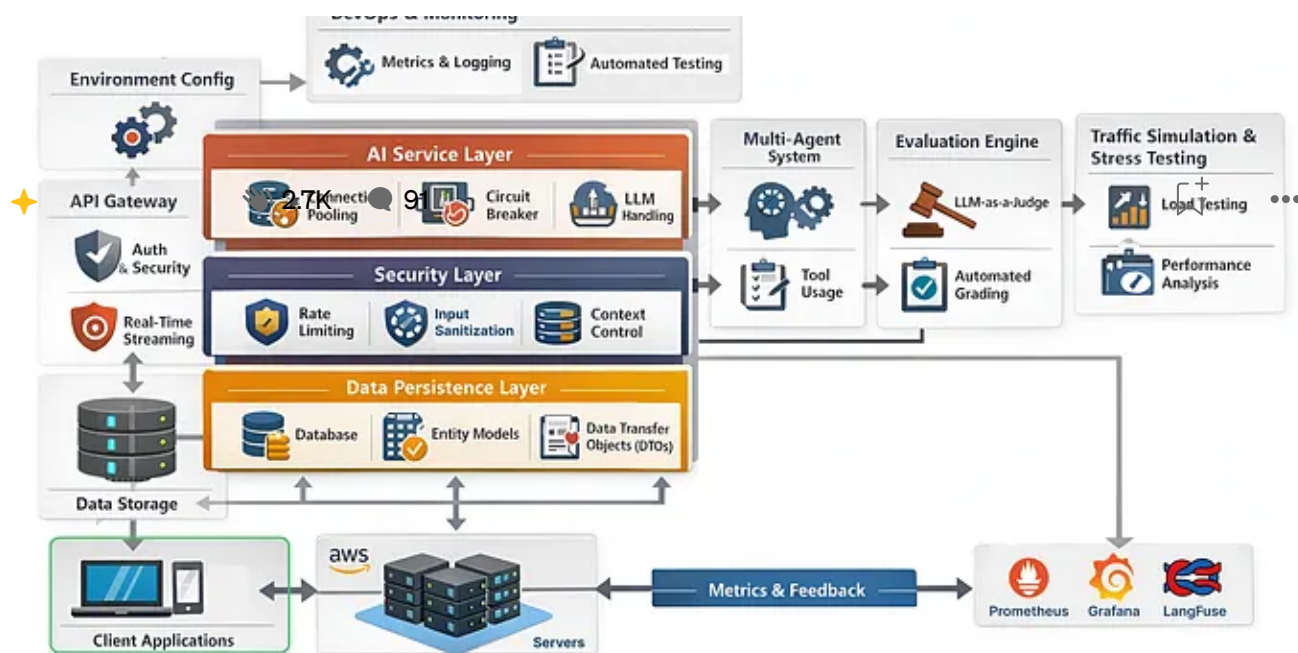 DevOps & Monitoring
Metrics & Logging
Automated Testing
Environment Config
AI Service Layer
Pooling
Circuit
Breaker
LLM
Handling
2.7K
91
API Gateway
Auth
& Security
Real-Time
Streaming
Security Layer
Rate
Limiting
Input
Sanitization
Context
Control
Data Persistence Layer
Database
Entity Models
Data Transfer
Objects (DTOs)
Multi-Agent
System
Tool
Usage
Evaluation Engine
LLM-as-a-Judge
Automated
Grading
Traffic Simulation &
Stress Testing
Load Testing
Performance
Analysis
Data Storage
Client Applications
aws
Servers
Metrics & Feedback
Prometheus
Grafana
LangFuse